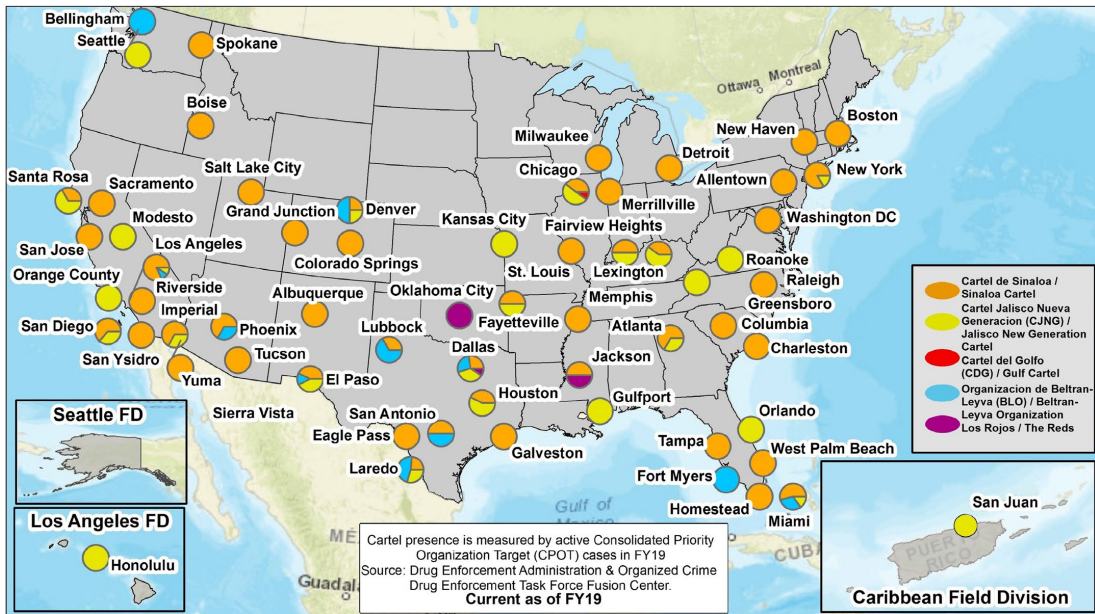 Bellingham
Seattle
Spokane
Ottawa
Montreal
Boise
Boston
New Haven
Milwaukee
Detroit
Salt Lake City
Chicago
Santa Rosa
Sacramento
Allentown
New York
Grand Junction
Denver
Merrillville
Modesto
Kansas City
Fairview Heights
Washington DC
San Jose
Los Angeles
Colorado Springs
St. Louis
Lexington
Roanoke
Orange County
Riverside
Albuquerque
Oklahoma City
Memphis
Raleigh
Greensboro
Imperial
San Diego
Phoenix
Lubbock
Fayetteville
Atlanta
Columbia
San Ysidro
Tucson
Dallas
Jackson
Charleston
Yuma
El Paso
Houston
Gulfport
Sierra Vista
San Antonio
Orlando
Eagle Pass
Galveston
Tampa
West Palm Beach
Laredo
Fort Myers
Homestead
Miami
Gulf of
Mexico
MÉ
CUBA
Guadal
Cartel de Sinaloa /
Sinaloa Cartel
Cartel Jalisco Nueva
Generacion (CJNG) /
Jalisco New Generation
Cartel
Cartel del Golfo
(CDG) / Gulf Cartel
Organizacion de Beltran-
Leyva (BLO) / Beltran-
Leyva Organization
Los Rojos / The Reds
Seattle FD
Los Angeles FD
Honolulu
Cartel presence is measured by active Consolidated Priority
Organization Target (CPOT) cases in FY19
Source: Drug Enforcement Administration & Organized Crime
Drug Enforcement Task Force Fusion Center.
Current as of FY19
San Juan
PUERTO
RICO
Caribbean Field Division